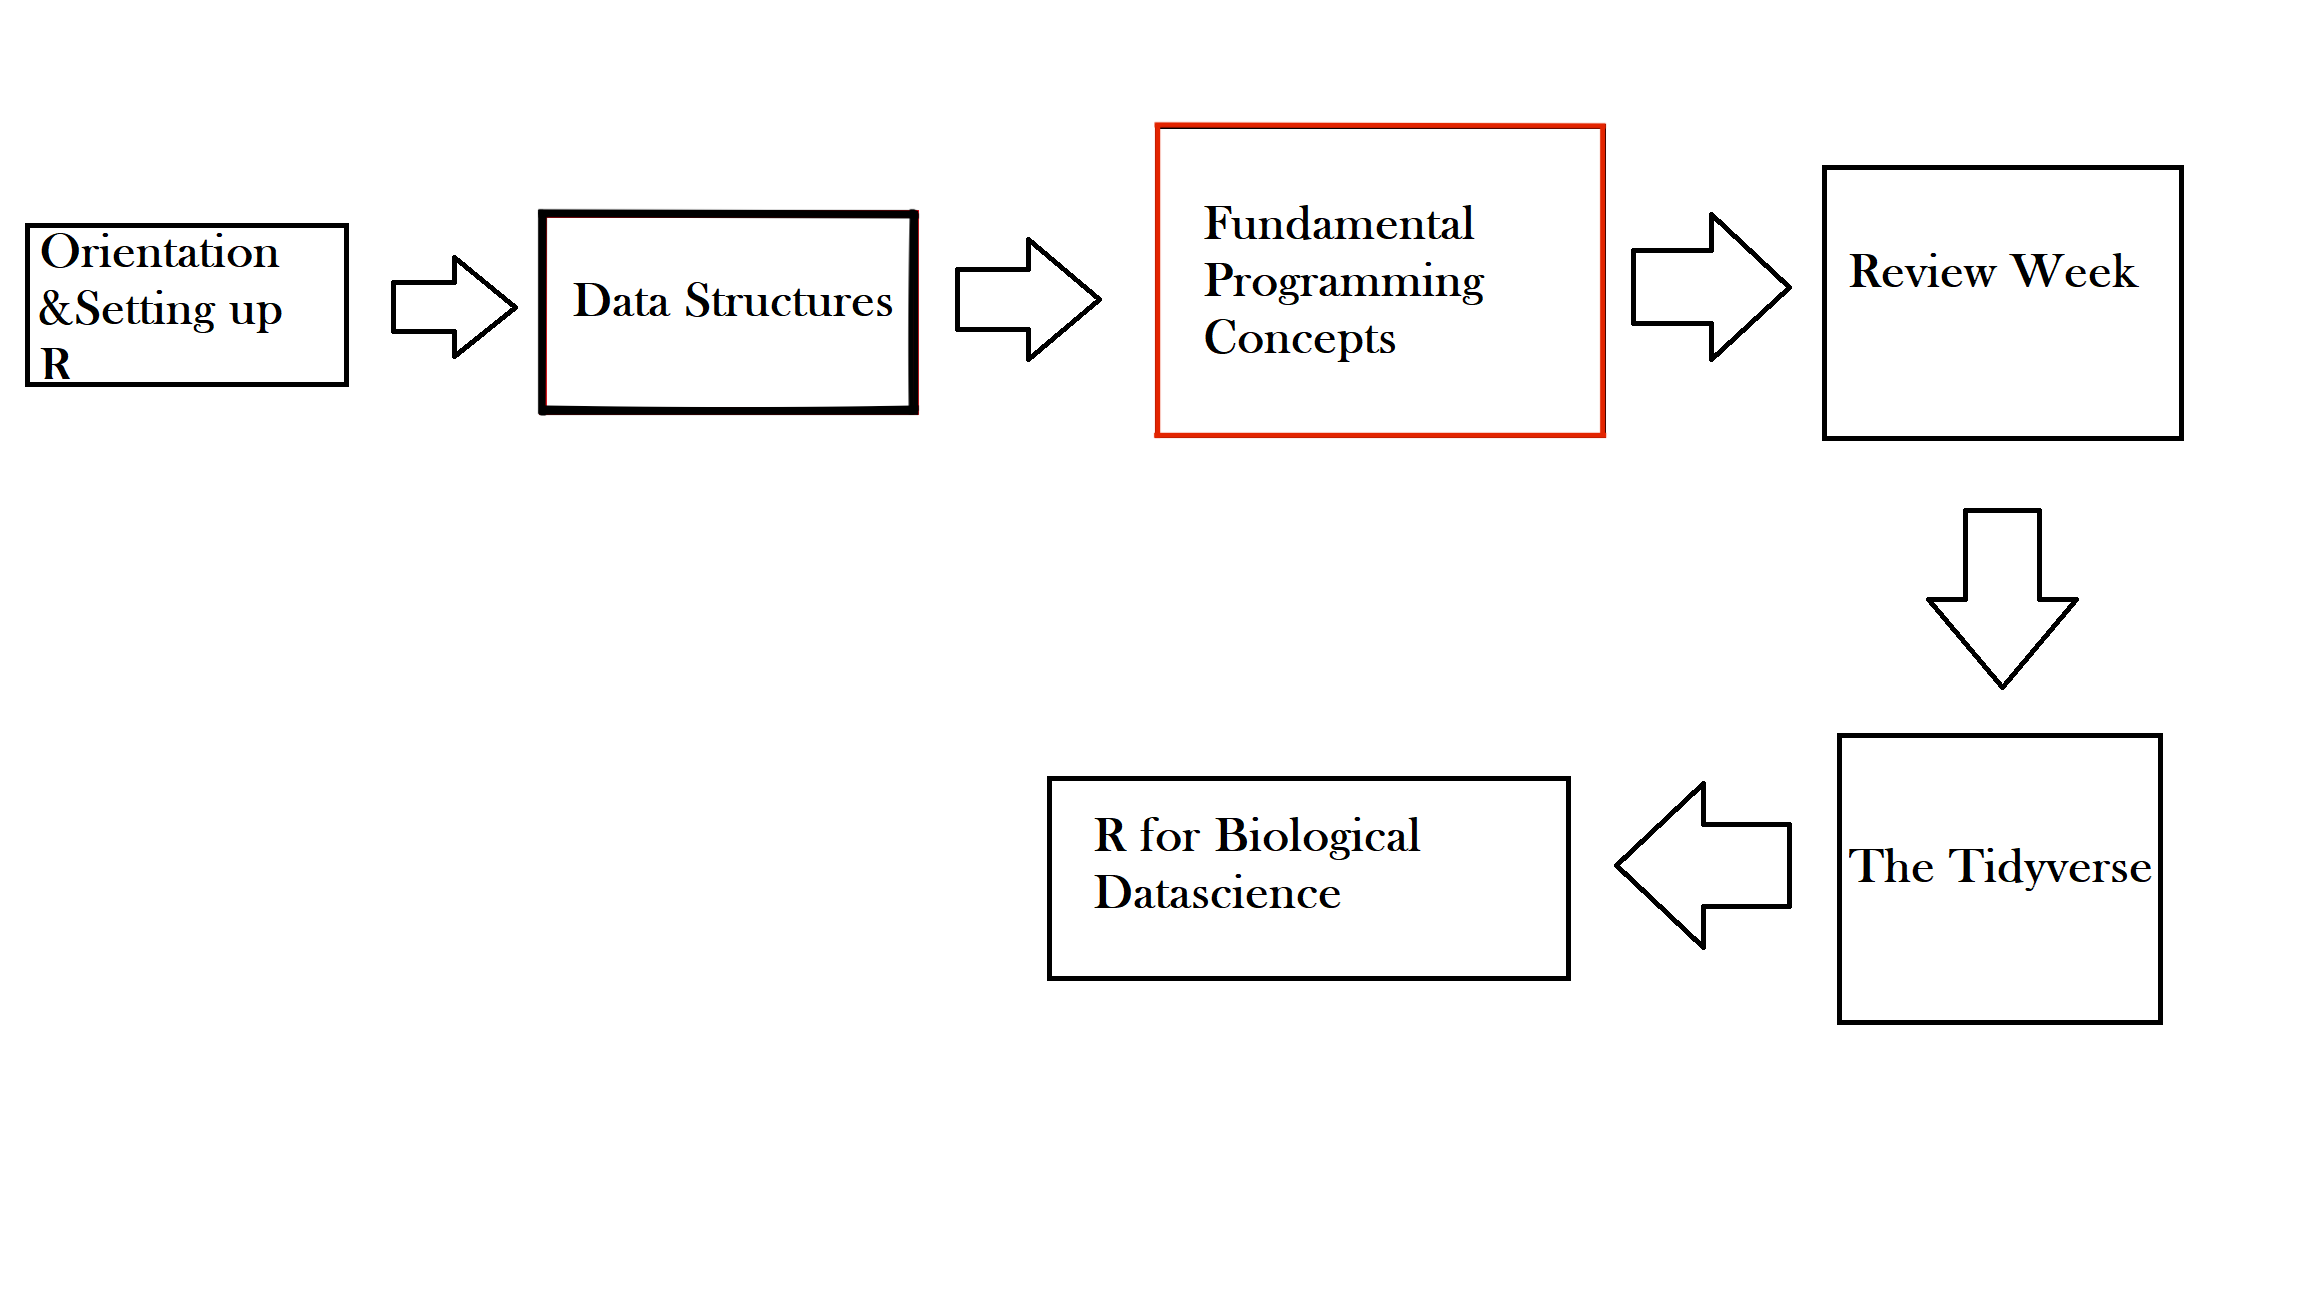 Orientation
&Setting up
R
Data Structures
Fundamental
Programming
Concepts
Review Week
The Tidyverse
R for Biological
Datascience